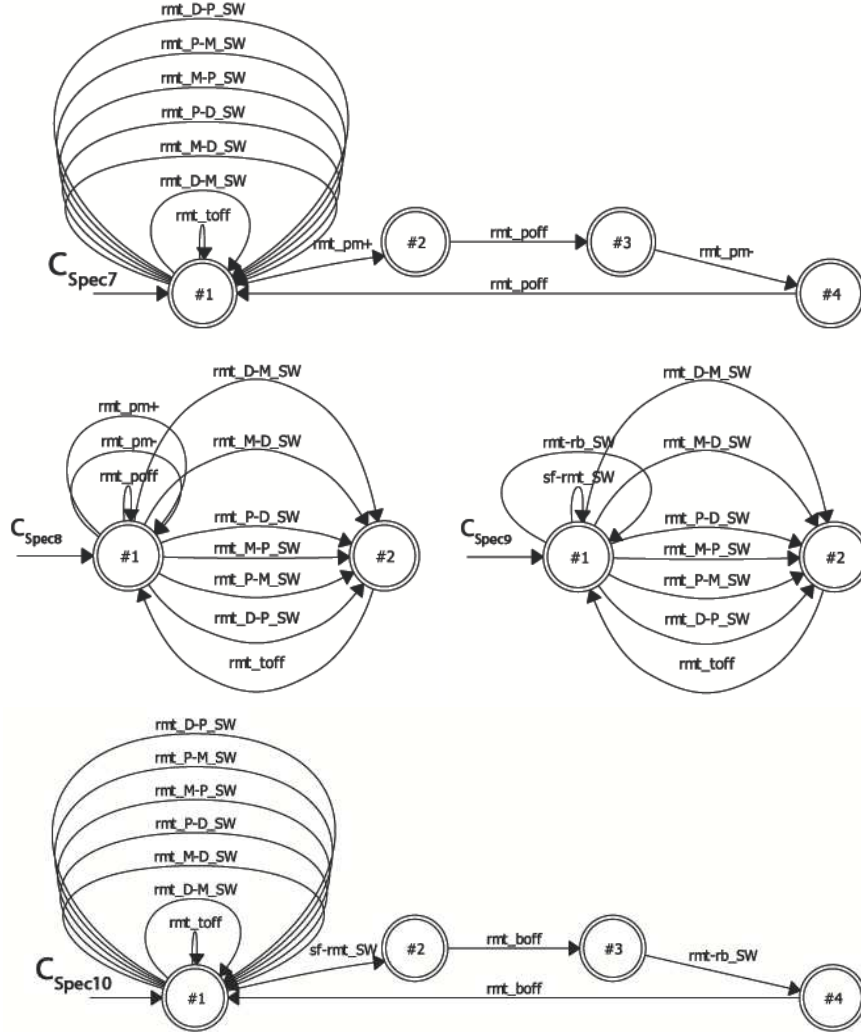 rmt_D-P_SW
rmt_P-M_SW
rmt_M-P_SW
rmt_P-D_SW
rmt_M-D_SW
rmt_D-M_SW
rmt_toff
rmt_pm+
#2
rmt_poff
#3
rmt_pm-
CSpec7
#1
rmt_poff
#4
rmt_D-M_SW
rmt_pm+
rmt_pm-
rmt_M-D_SW
rmt_poff
CSpec8
#1
rmt_P-D_SW
rmt_M-P_SW
#2
rmt_P-M_SW
rmt_D-P_SW
rmt_toff
rmt_D-M_SW
rmt-rb_SW
rmt_M-D_SW
sf-rmt_SW
CSpec9
#1
rmt_P-D_SW
rmt_M-P_SW
#2
rmt_P-M_SW
rmt_D-P_SW
rmt_toff
rmt_D-P_SW
rmt_P-M_SW
rmt_M-P_SW
rmt_P-D_SW
rmt_M-D_SW
rmt_D-M_SW
rmt_toff
sf-rmt_SW
#2
rmt_boff
#3
rmt-rb_SW
CSpec10
#1
rmt_boff
#4